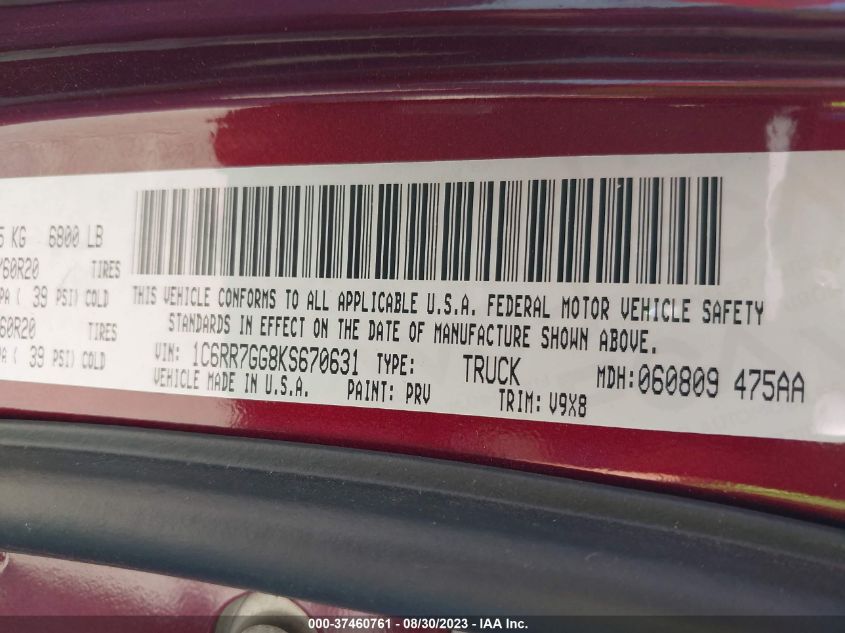 KG 6800 LB
60R20 TIRES
PA ( 39 PSI) COLD
60R20 TIRES
PA ( 39 PSI) COLD
THIS VEHICLE CONFORMS TO ALL APPLICABLE U.S.A. FEDERAL MOTOR VEHICLE SAFETY
STANDARDS IN EFFECT ON THE DATE OF MANUFACTURE SHOWN ABOVE.
VIN: 1C6RR7GG8KS670631 TYPE: TRUCK MDH: 060809 475AA
VEHICLE MADE IN U.S.A. PAINT: PRV TRIM: V9X8
000-37460761 - 08/30/2023 - IAA Inc.